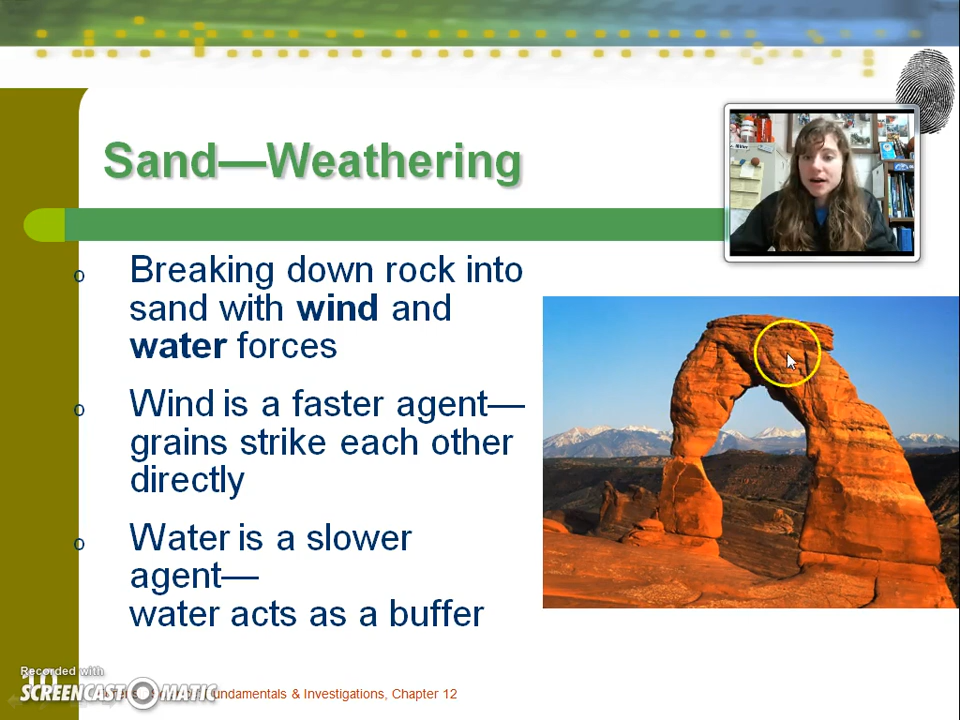 Sand—Weathering
o Breaking down rock into
sand with wind and
water forces
o Wind is a faster agent—
grains strike each other
directly
o Water is a slower
agent—
water acts as a buffer
Recorded with
SCREENCAST MATIC
Fundamentals & Investigations, Chapter 12